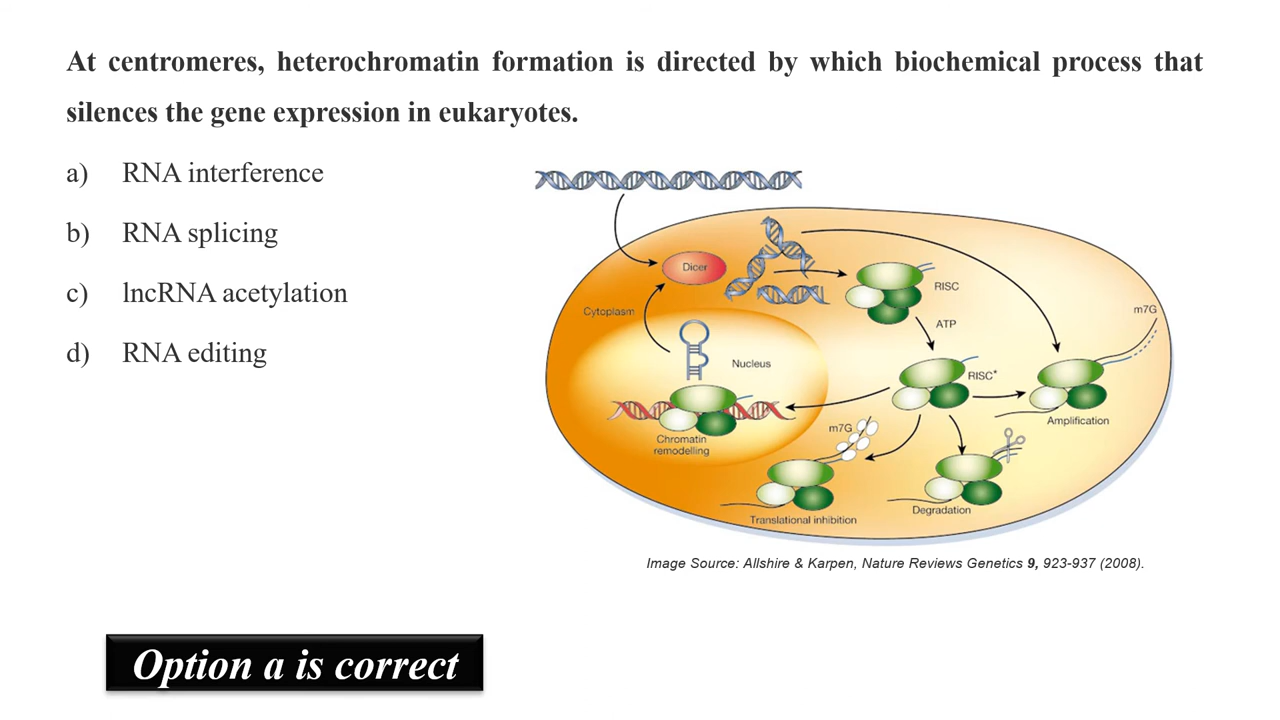 At centromeres, heterochromatin formation is directed by which biochemical process that
silences the gene expression in eukaryotes.
a) RNA interference
b) RNA splicing
c) lncRNA acetylation
d) RNA editing
Dicer
RISC
Cytoplasm
m7G
ATP
Nucleus
RISC*
Amplification
m7G
Chromatin
remodelling
Degradation
Translational inhibition
Image Source: Allshire & Karpen, Nature Reviews Genetics 9, 923-937 (2008).
Option a is correct